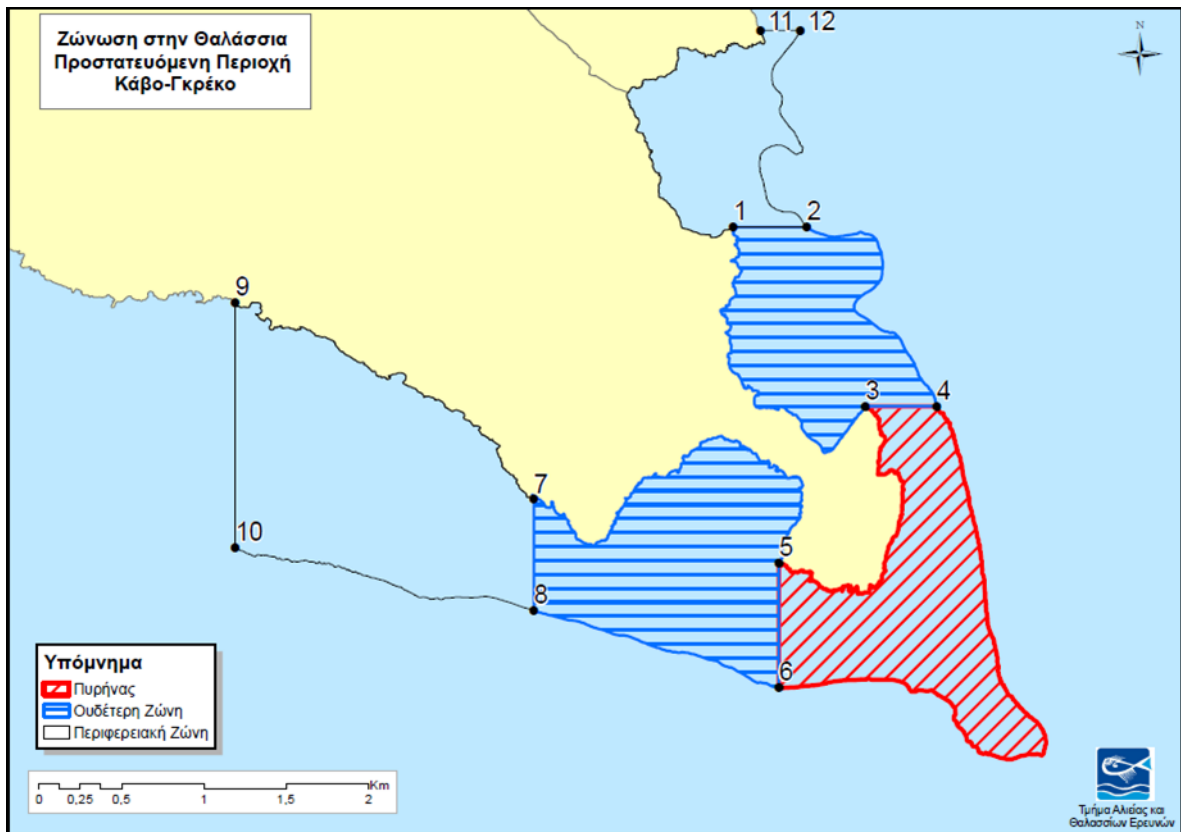 Ζώνωση στην Θαλάσσια
Προστατευόμενη Περιοχή
Κάβο-Γκρέκο
11 12
N
1 2
9
3 4
7
10
5
8
6
Υπόμνημα
Πυρήνας
Ουδέτερη Ζώνη
Περιφερειακή Ζώνη
Km
0 0,25 0,5 1 1,5 2
Τμήμα Αλιείας και
Θαλασσίων Ερευνών